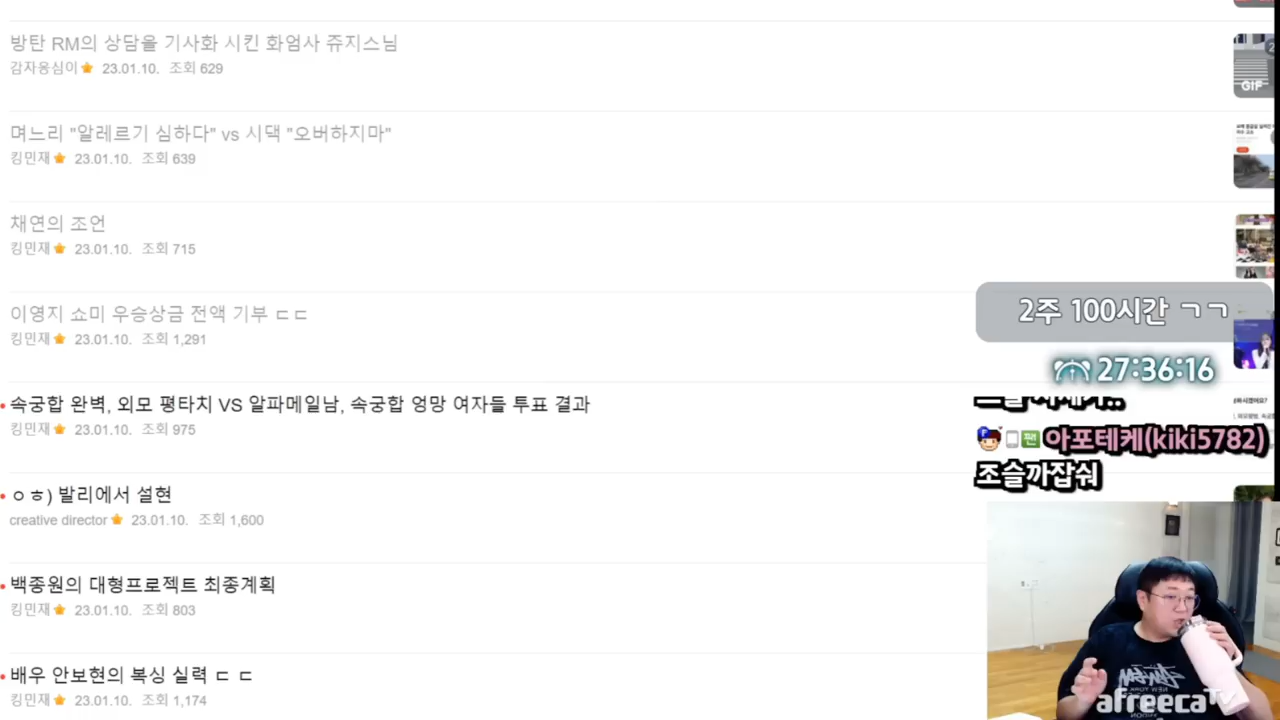 방탄 RM의 상담을 기사화 시킨 화엄사 쥬지스님
감자옹심이 23.01.10. 조회 629
GIF
며느리 "알레르기 심하다" vs 시댁 "오버하지마"
킹민재 23.01.10. 조회 639
채연의 조언
킹민재 23.01.10. 조회 715
이영지 쇼미 우승상금 전액 기부 ㄷㄷ
킹민재 23.01.10. 조회 1,291
2주 100시간 ㄱㄱ
27:36:16
속궁합 완벽, 외모 평타치 VS 알파메일남, 속궁합 엉망 여자들 투표 결과
킹민재 23.01.10. 조회 975
아포테케(kiki5782)
조슬까잡숴
ㅇㅎ) 발리에서 설현
creative director 23.01.10. 조회 1,600
백종원의 대형프로젝트 최종계획
킹민재 23.01.10. 조회 803
배우 안보현의 복싱 실력 ㄷ ㄷ
킹민재 23.01.10. 조회 1,174
afreecaTV